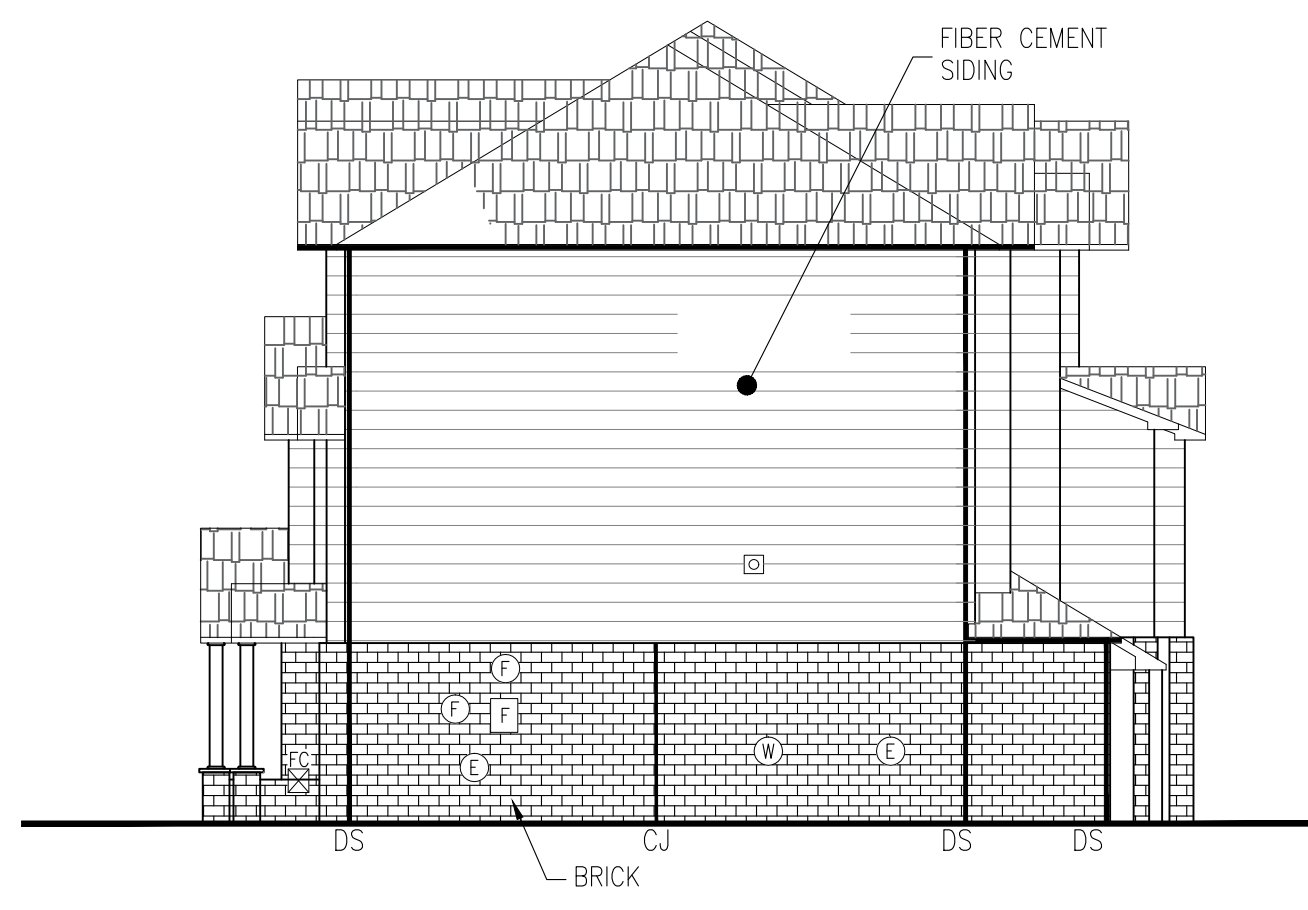 FIBER CEMENT
SIDING
F
F
F
W
E
FC
E
DS
CJ
DS
DS
BRICK